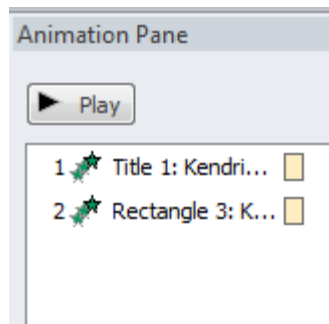 Animation Pane
Play
1 Title 1: Kendri...
2 Rectangle 3: K...